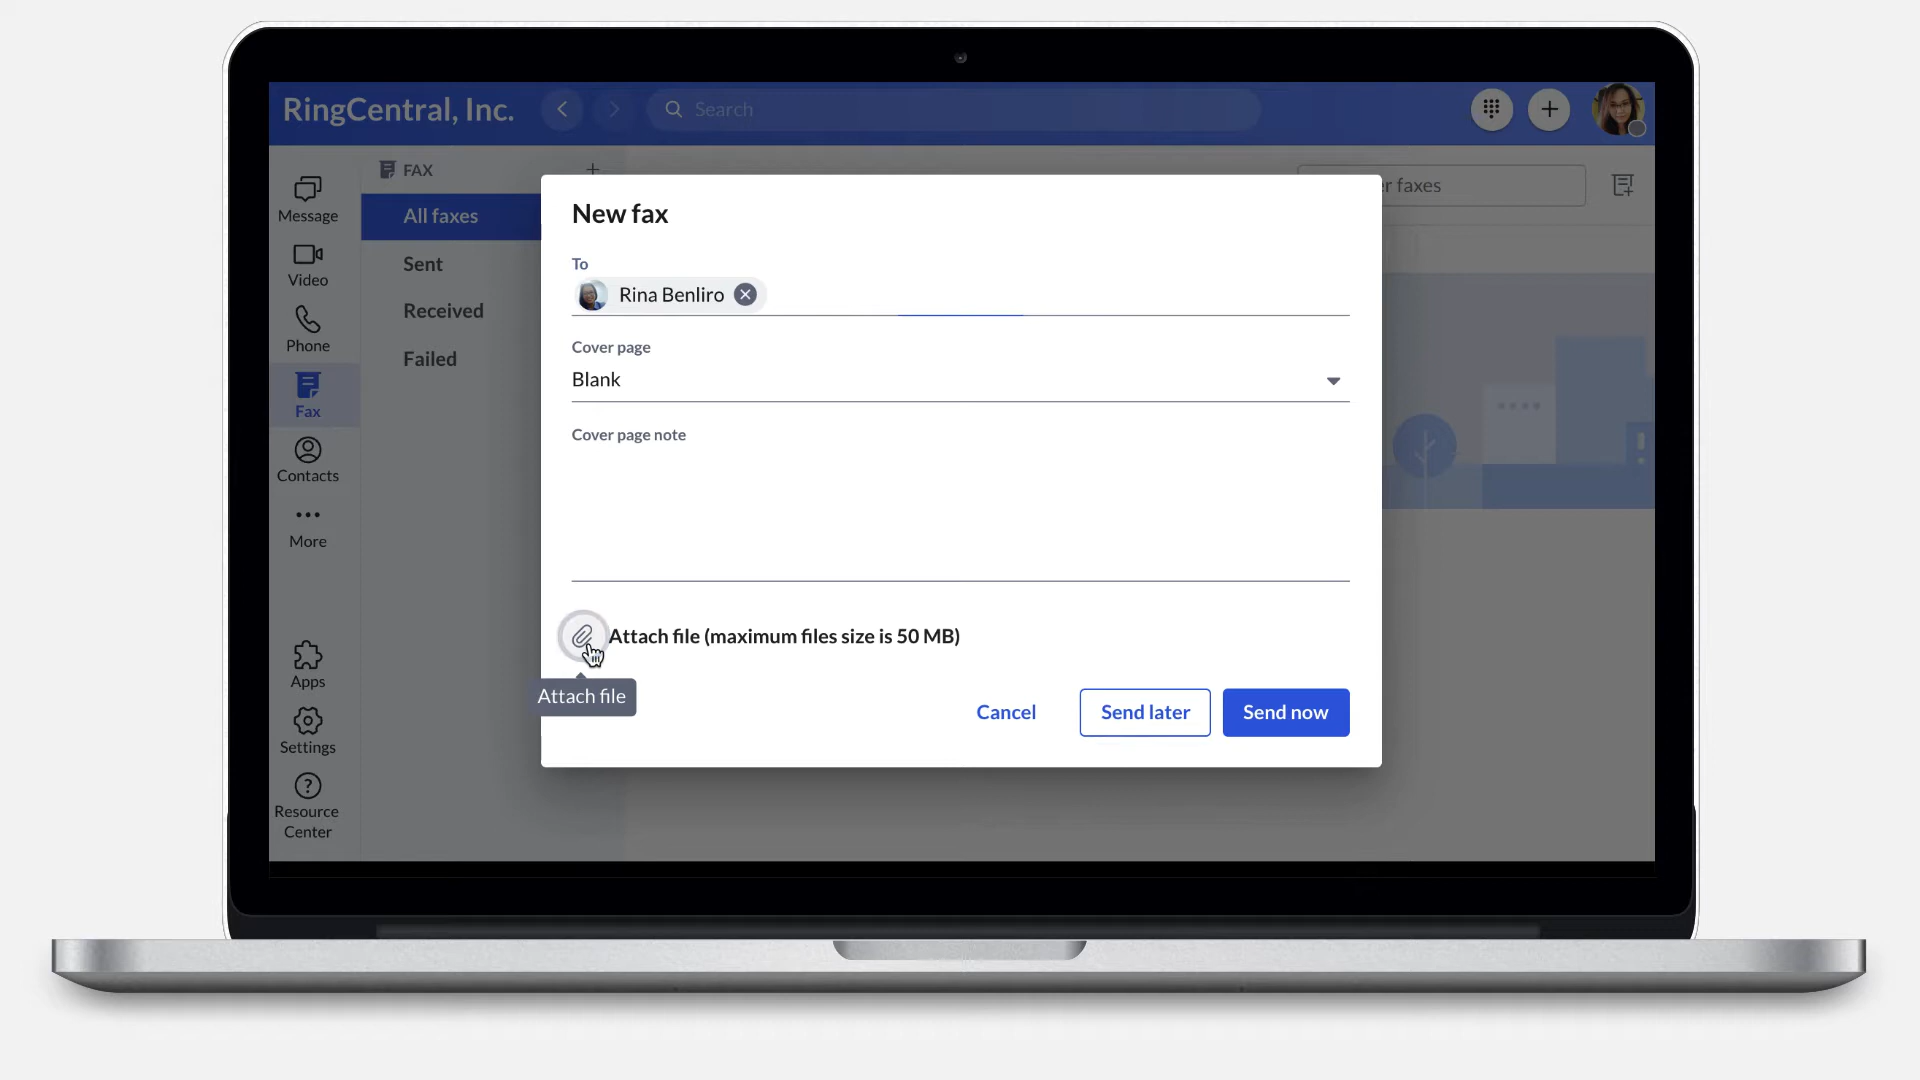 RingCentral, Inc.
Search
Message
Video
Phone
Fax
Contacts
More
Apps
Settings
Resource
Center
FAX
All faxes
Sent
Received
Failed
faxes
New fax
To
Rina Benliro
Cover page
Blank
Cover page note
Attach file (maximum files size is 50 MB)
Attach file
Cancel
Send later
Send now